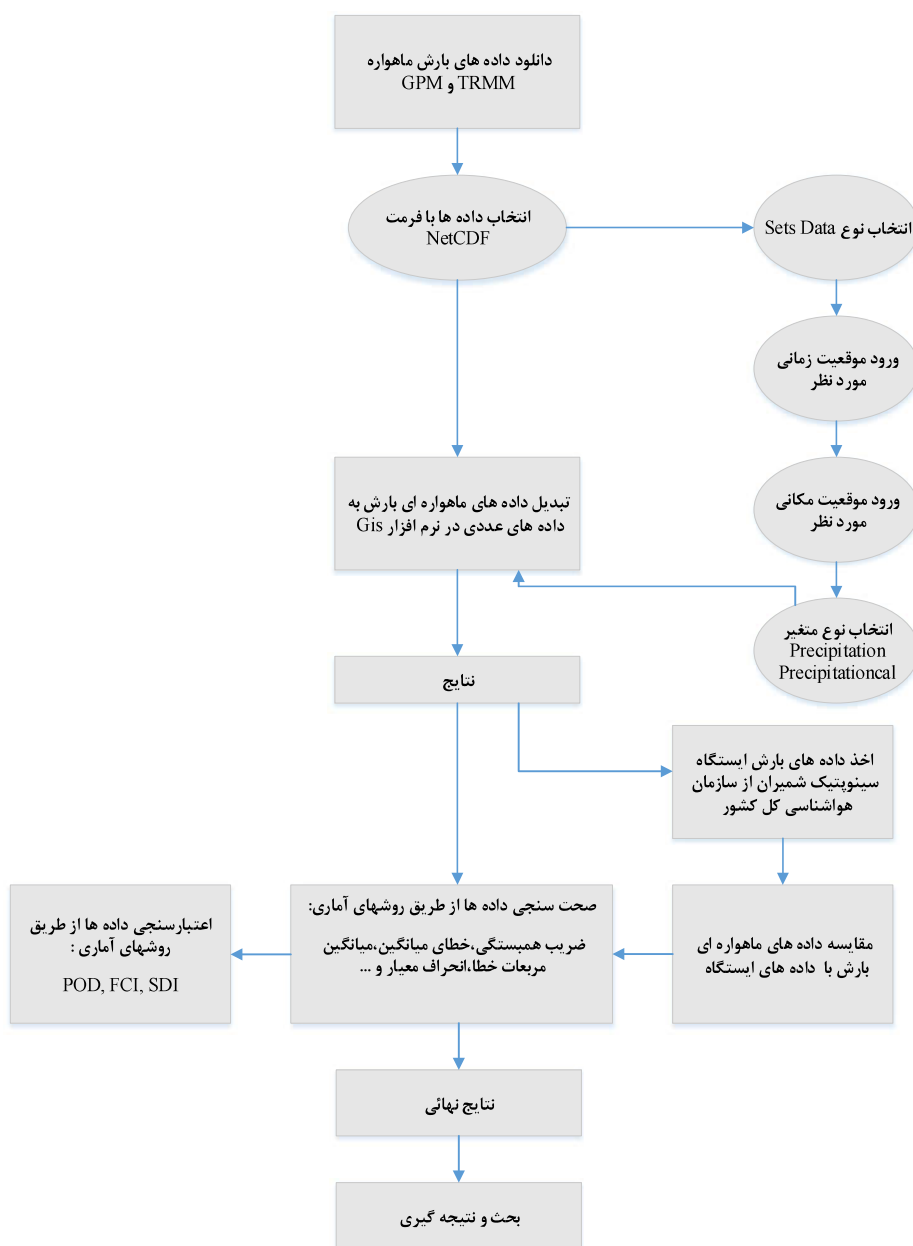 دانلود داده های بارش ماهواره
TRMM و GPM
انتخاب داده ها با فرمت
NetCDF
انتخاب نوع Sets Data
ورود موقعیت زمانی
مورد نظر
ورود موقعیت مکانی
مورد نظر
انتخاب نوع متغیر
Precipitation
Precipitationcal
تبدیل داده های ماهواره ای بارش به
داده های عددی در نرم افزار Gis
نتایج
اخذ داده های بارش ایستگاه
سینوپتیک شمیران از سازمان
هواشناسی کل کشور
مقایسه داده های ماهواره ای
بارش با داده های ایستگاه
صحت سنجی داده ها از طریق روشهای آماری:
ضریب همبستگی،خطای میانگین،میانگین
مربعات خطا،انحراف معیار و ...
اعتبارسنجی داده ها از طریق
روشهای آماری :
POD, FCI, SDI
نتایج نهائی
بحث و نتیجه گیری